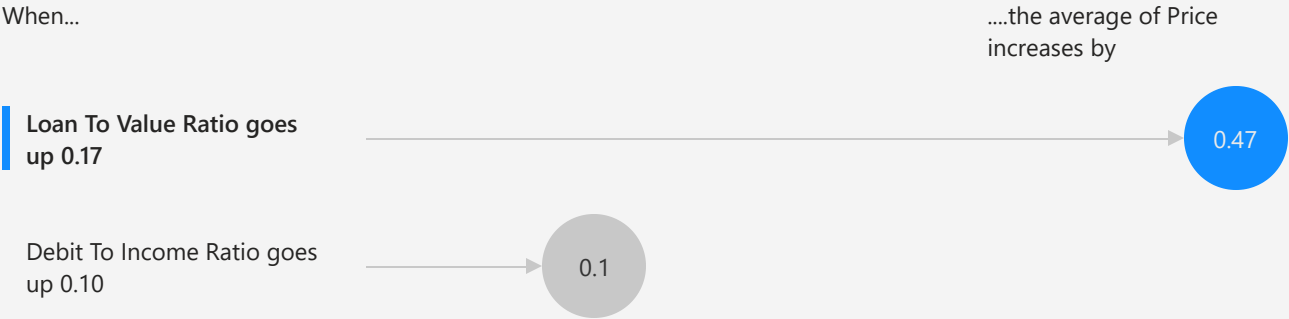 When...
....the average of Price
increases by
Loan To Value Ratio goes
up 0.17
0.47
Debit To Income Ratio goes
up 0.10
0.1